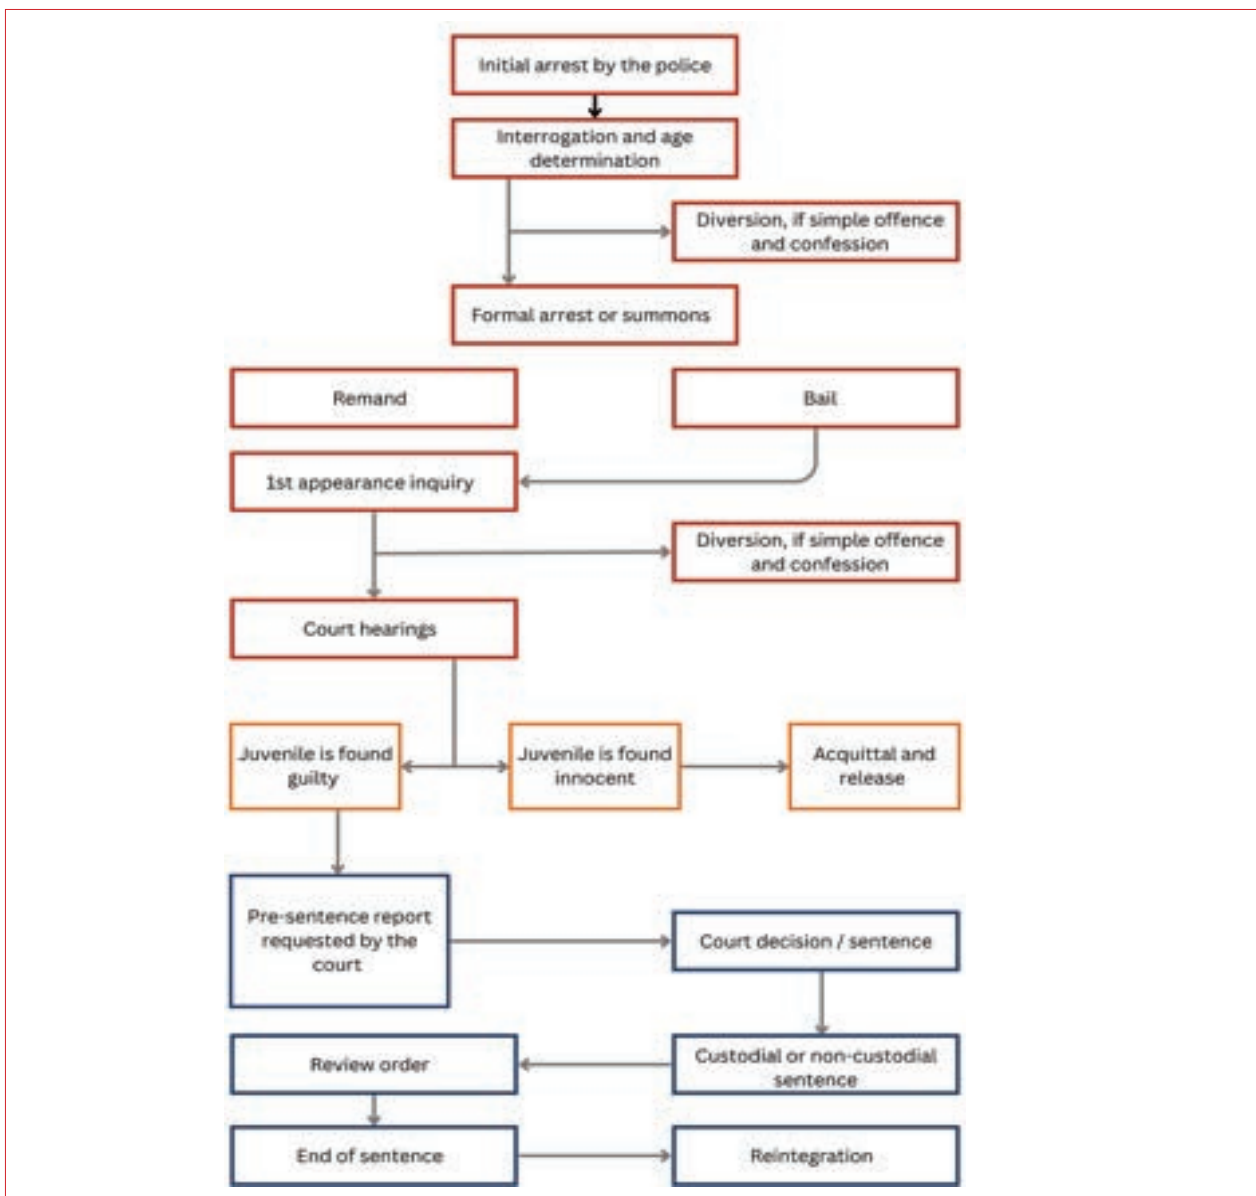 Initial arrest by the police
Interrogation and age
determination
Diversion, if simple offence
and confession
Formal arrest or summons
Remand
Bail
1st appearance inquiry
Diversion, if simple offence
and confession
Court hearings
Juvenile is found
guilty
Juvenile is found
innocent
Acquittal and
release
Pre-sentence report
requested by the
court
Court decision / sentence
Custodial or non-custodial
sentence
Review order
End of sentence
Reintegration